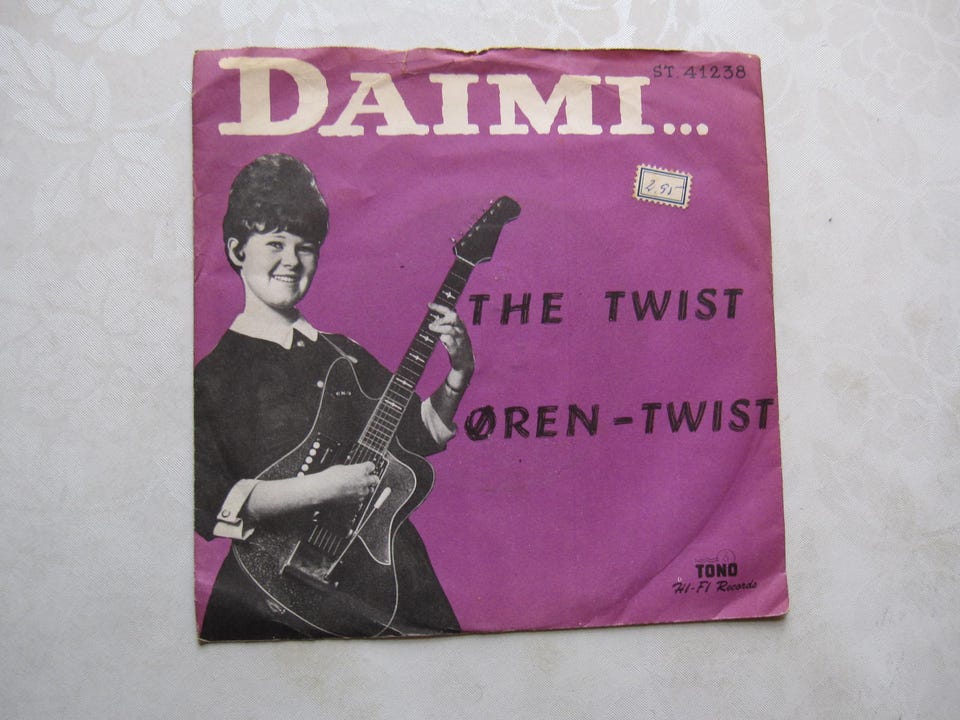 DAIMI...
ST. 41238
2.95
THE TWIST
ØREN-TWIST
TONO
HI-FI Records